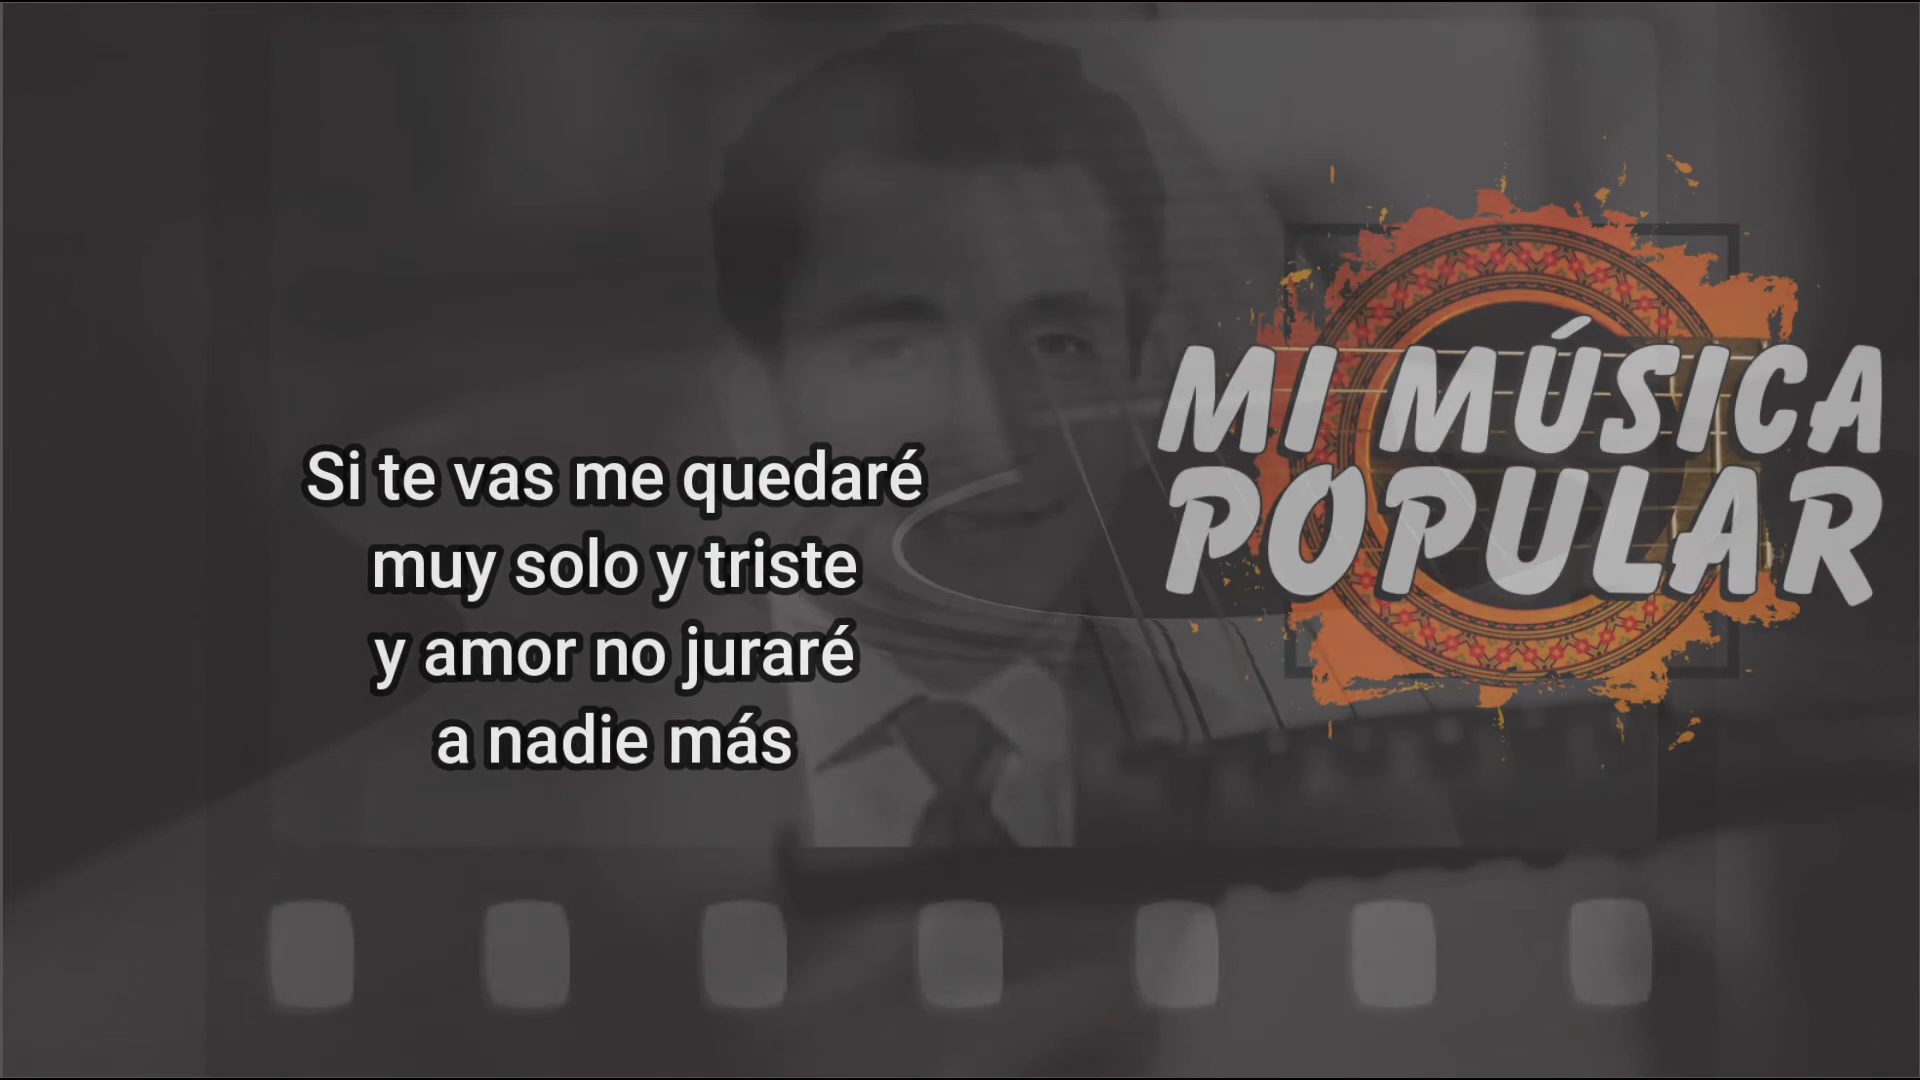 Si te vas me quedaré
muy solo y triste
y amor no juraré
a nadie más
MI MÚSICA
POPULAR